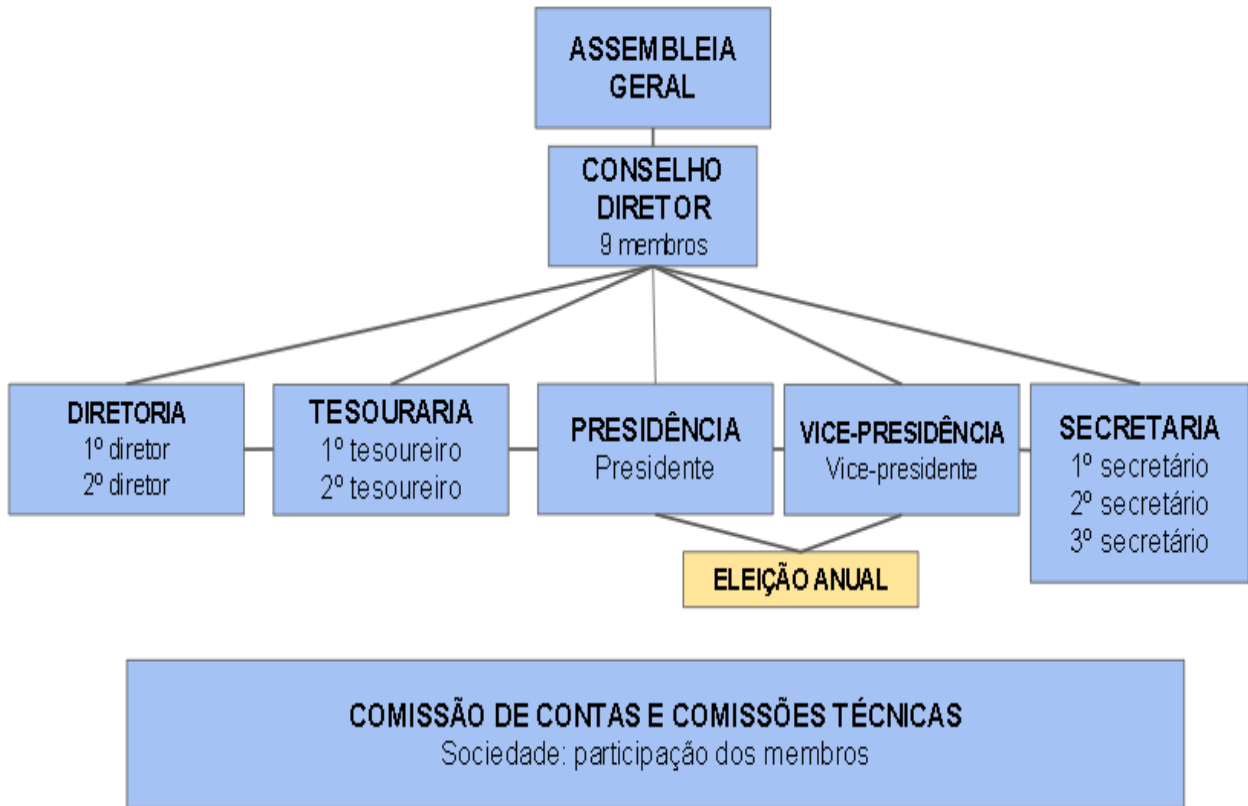 ASSEMBLEIA
GERAL
CONSELHO
DIRETOR
9 membros
DIRETORIA
1º diretor
2º diretor
TESOURARIA
1º tesoureiro
2º tesoureiro
PRESIDÊNCIA
Presidente
VICE-PRESIDÊNCIA
Vice-presidente
SECRETARIA
1º secretário
2º secretário
3º secretário
ELEIÇÃO ANUAL
COMISSÃO DE CONTAS E COMISSÕES TÉCNICAS
Sociedade: participação dos membros